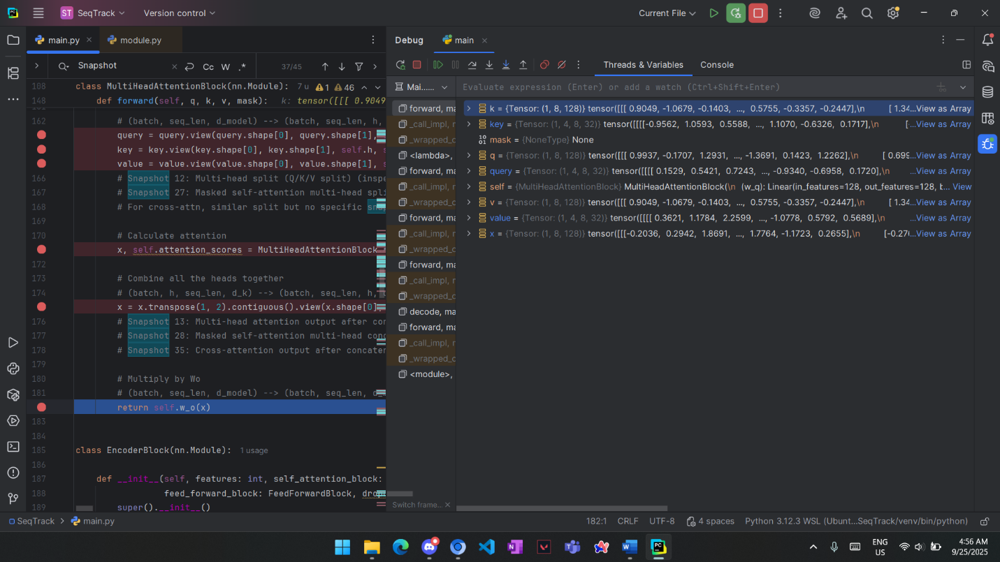 ST SeqTrack Version control Current File
main.py module.py
Snapshot Cc W .* 37/45
108 class MultiHeadAttentionBlock(nn.Module): 7 u 1 46
148 def forward(self, q, k, v, mask): k: tensor([[[ 0.9049
162 # (batch, seq_len, d_model) --> (batch, seq_len, h,
query = query.view(query.shape[0], query.shape[1]
key = key.view(key.shape[0], key.shape[1], self.h,
value = value.view(value.shape[0], value.shape[1],
166 # Snapshot 12: Multi-head split (Q/K/V split) (inspe
167 # Snapshot 27: Masked self-attention multi-head spli
168 # For cross-attn, similar split but no specific
169
170 # Calculate attention
x, self.attention_scores = MultiHeadAttentionBlock
172
173 # Combine all the heads together
174 # (batch, h, seq_len, d_k) --> (batch, seq_len, h,
x = x.transpose(1, 2).contiguous().view(x.shape[0]
176 # Snapshot 13: Multi-head attention output after con
177 # Snapshot 28: Masked self-attention multi-head conc
178 # Snapshot 35: Cross-attention output after concaten
179
180 # Multiply by Wo
181 # (batch, seq_len, d_model) --> (batch, seq_len,
return self.w_o(x)
183
184
185 class EncoderBlock(nn.Module): 1 usage
186
187 def __init__(self, features: int, self_attention_block:
188 feed_forward_block: FeedForwardBlock, drop
189 super().__init__()
Debug main
Threads & Variables Console
Mai...... Evaluate expression (Enter) or add a watch (Ctrl+Shift+Enter)
forward, ma
_call_impl, r
_wrapped_c
<lambda>,
forward, ma
_call_impl, r
_wrapped_c
forward, ma
_call_impl, r
_wrapped_c
forward, ma
_call_impl, r
_wrapped_c
decode, ma
forward, ma
_call_impl, r
_wrapped_c
<module>,
Switch frame...
k = {Tensor: (1, 8, 128)} tensor([[[ 0.9049, -1.0679, -0.1403, ..., 0.5755, -0.3357, -0.2447],\n [ 1.34...View as Array
key = {Tensor: (1, 4, 8, 32)} tensor([[[[-0.9562, 1.0593, 0.5588, ..., 1.1070, -0.6326, 0.1717],\n [...View as Array
mask = {NoneType} None
q = {Tensor: (1, 8, 128)} tensor([[[ 0.9937, -0.1707, 1.2931, ..., -1.3691, 0.1423, 1.2262],\n [ 0.699...View as Array
query = {Tensor: (1, 4, 8, 32)} tensor([[[[ 0.1529, 0.5421, 0.7243, ..., -0.9340, -0.6958, 0.1720],\n ...View as Array
self = {MultiHeadAttentionBlock} MultiHeadAttentionBlock(\n (w_q): Linear(in_features=128, out_features=128, b... View
v = {Tensor: (1, 8, 128)} tensor([[[ 0.9049, -1.0679, -0.1403, ..., 0.5755, -0.3357, -0.2447],\n [ 1.34...View as Array
value = {Tensor: (1, 4, 8, 32)} tensor([[[[ 0.3621, 1.1784, 2.2599, ..., -1.0778, 0.5792, 0.5689],\n ...View as Array
x = {Tensor: (1, 8, 128)} tensor([[[-0.2036, 0.2942, 1.8691, ..., 1.7764, -1.1723, 0.2655],\n [-0.27...View as Array
SeqTrack main.py 182:1 CRLF UTF-8 4 spaces Python 3.12.3 WSL (Ubunt...SeqTrack/venv/bin/python)
ENG
US
4:56 AM
9/25/2025